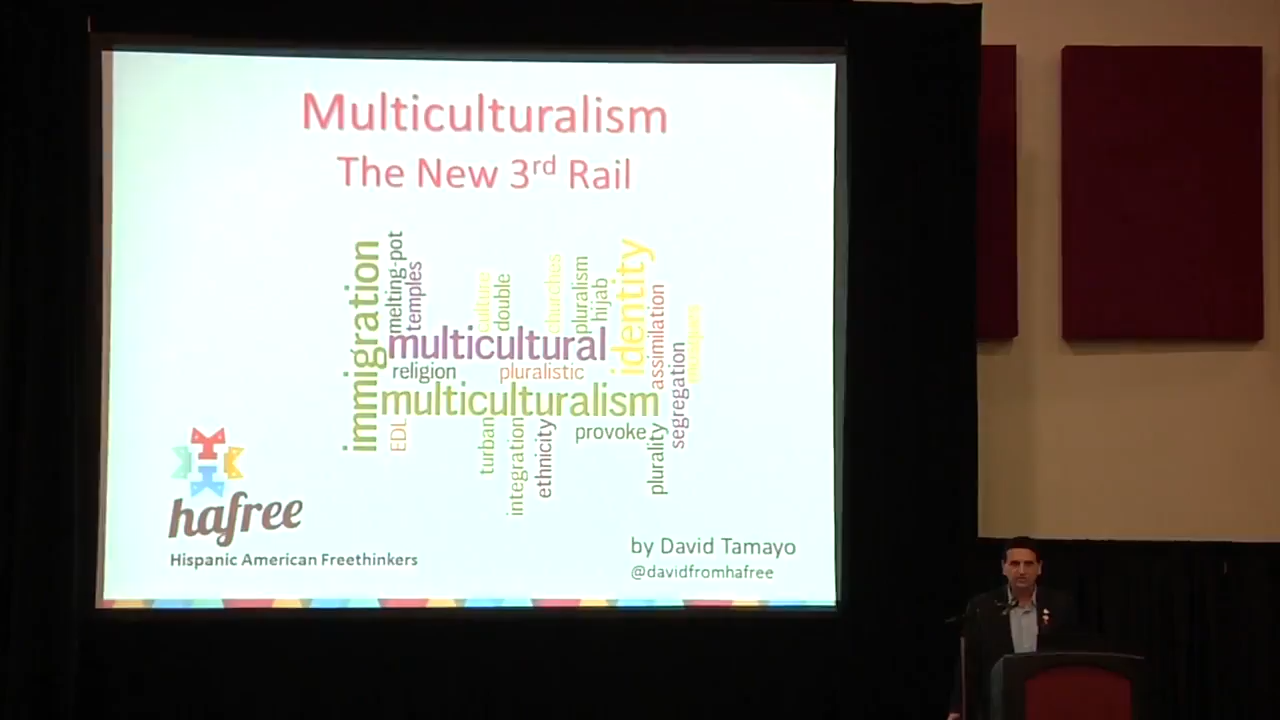 Multiculturalism
The New 3rd Rail
immigration
melting-pot
temples
culture
double
churches
pluralism
hijab
identity
assimilation
multicultural
religion
pluralistic
segregation
multiculturalism
EDL
turban
integration
ethnicity
provoke
plurality
hafree
Hispanic American Freethinkers
by David Tamayo
@davidfromhafree